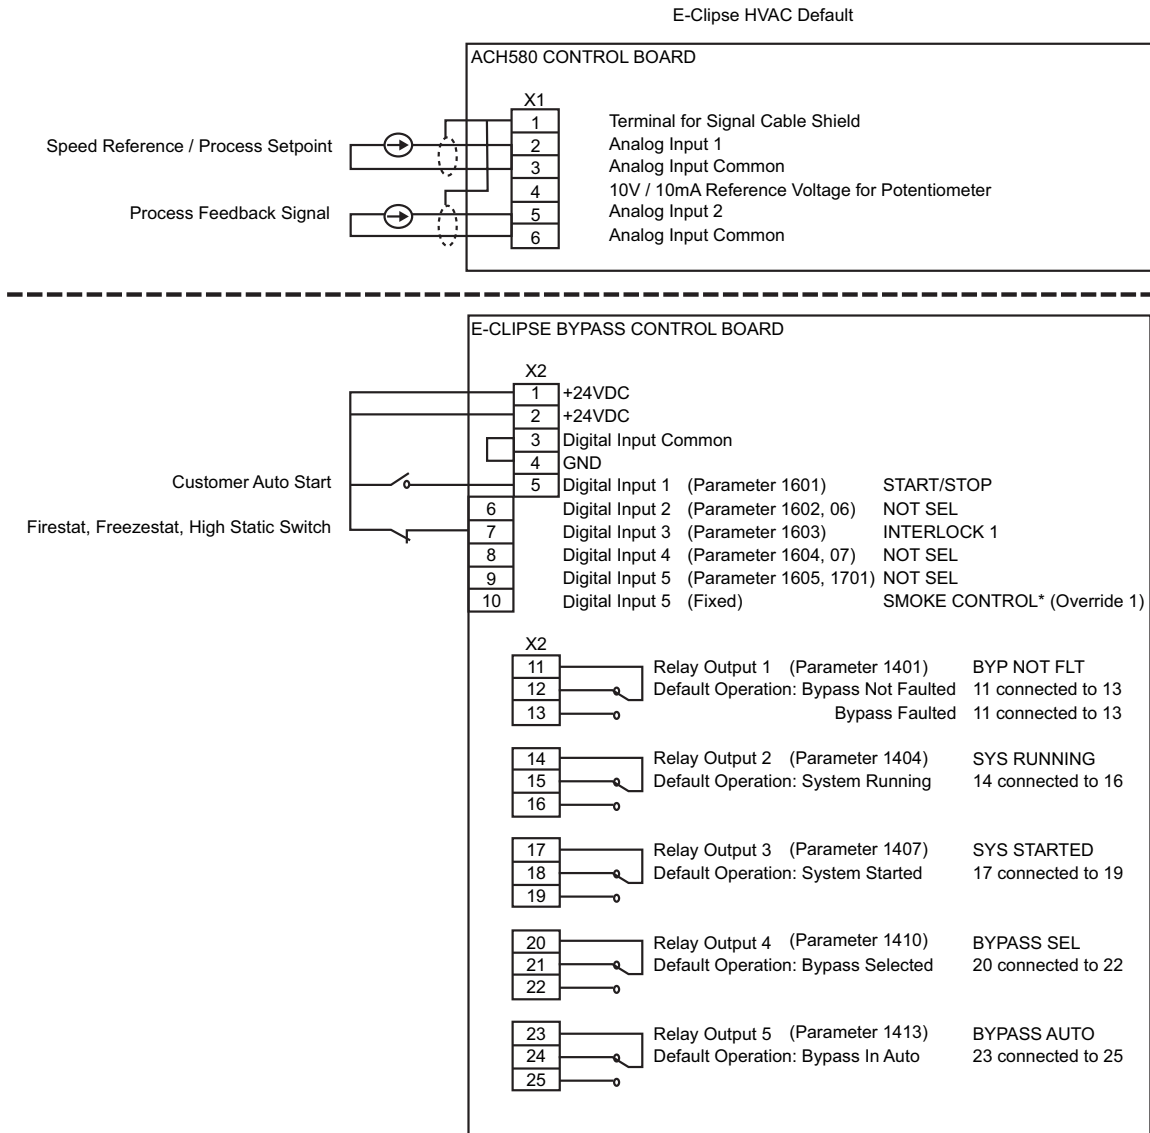 E-Clipse HVAC Default
ACH580 CONTROL BOARD
X1
1 Terminal for Signal Cable Shield
Speed Reference / Process Setpoint 2 Analog Input 1
3 Analog Input Common
4 10V / 10mA Reference Voltage for Potentiometer
Process Feedback Signal 5 Analog Input 2
6 Analog Input Common
E-CLIPSE BYPASS CONTROL BOARD
X2
1 +24VDC
2 +24VDC
3 Digital Input Common
4 GND
Customer Auto Start 5 Digital Input 1 (Parameter 1601) START/STOP
6 Digital Input 2 (Parameter 1602, 06) NOT SEL
Firestat, Freezestat, High Static Switch 7 Digital Input 3 (Parameter 1603) INTERLOCK 1
8 Digital Input 4 (Parameter 1604, 07) NOT SEL
9 Digital Input 5 (Parameter 1605, 1701) NOT SEL
10 Digital Input 5 (Fixed) SMOKE CONTROL* (Override 1)
X2
11 Relay Output 1 (Parameter 1401) BYP NOT FLT
12 Default Operation: Bypass Not Faulted 11 connected to 13
13 Bypass Faulted 11 connected to 13
14 Relay Output 2 (Parameter 1404) SYS RUNNING
15 Default Operation: System Running 14 connected to 16
16
17 Relay Output 3 (Parameter 1407) SYS STARTED
18 Default Operation: System Started 17 connected to 19
19
20 Relay Output 4 (Parameter 1410) BYPASS SEL
21 Default Operation: Bypass Selected 20 connected to 22
22
23 Relay Output 5 (Parameter 1413) BYPASS AUTO
24 Default Operation: Bypass In Auto 23 connected to 25
25